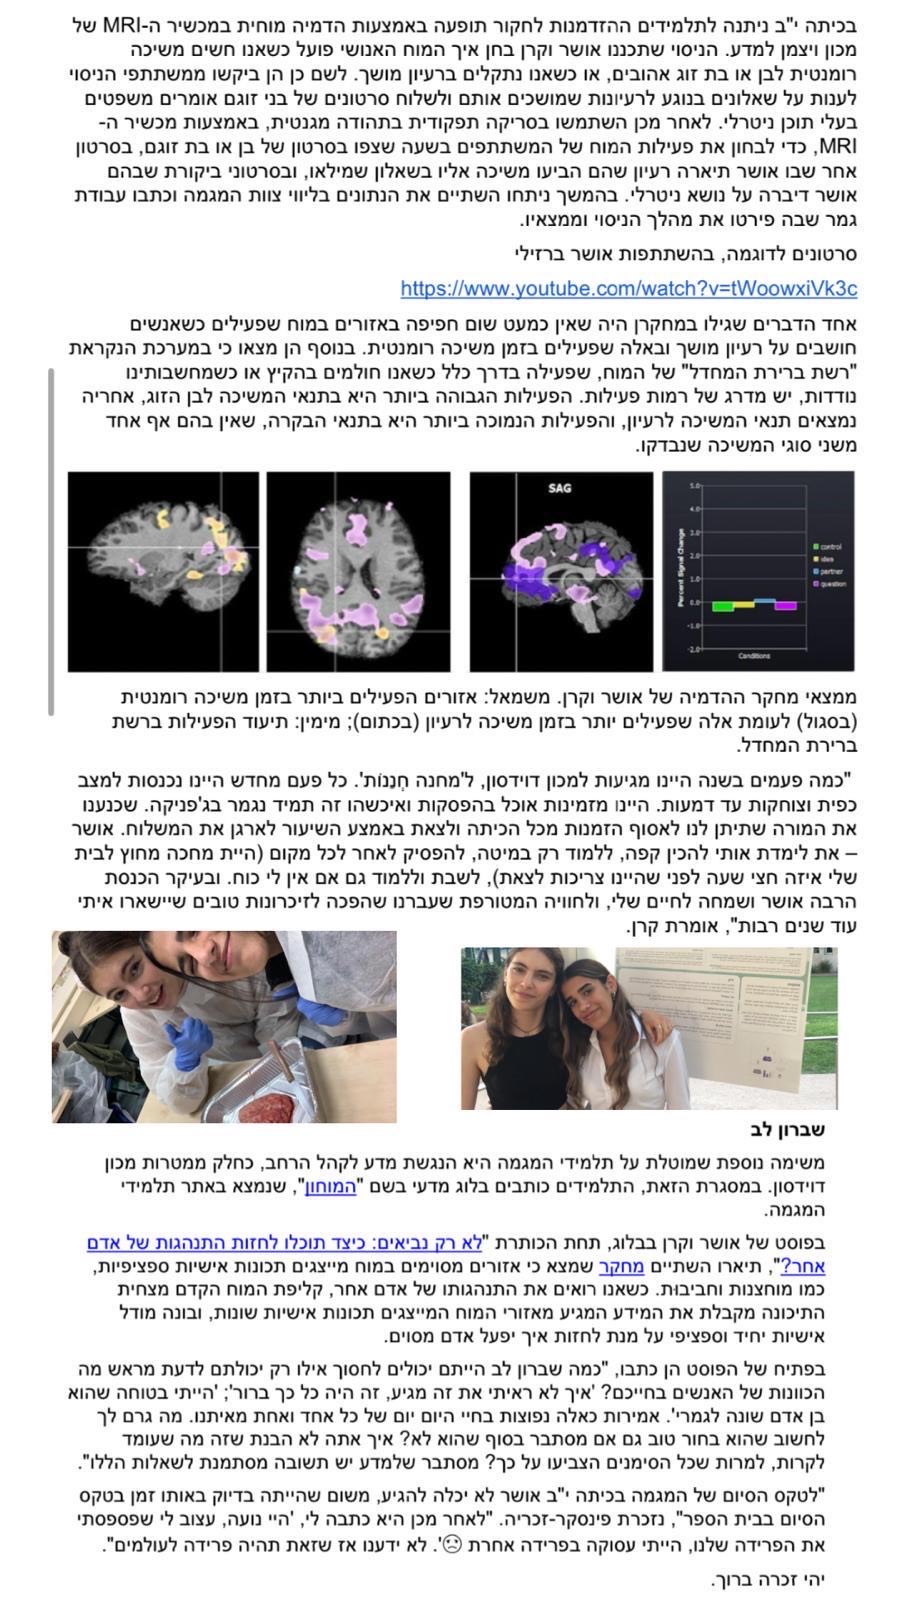 בכיתה י"ב ניתנה לתלמידים ההזדמנות לחקור תופעה באמצעות הדמיה מוחית במכשיר ה-MRI של
מכון ויצמן למדע. הניסוי שתכננו אושר וקרן בחן איך המוח האנושי פועל כשאנו חשים משיכה
רומנטית לבן או בת זוג אהובים, או כשאנו נתקלים ברעיון מושך. לשם כן הן ביקשו ממשתתפי הניסוי
לענות על שאלונים בנוגע לרעיונות שמושכים אותם ולשלוח סרטונים של בני זוגם אומרים משפטים
בעלי תוכן ניטרלי. לאחר מכן השתמשו בסריקה תפקודית בתהודה מגנטית, באמצעות מכשיר ה-
MRI, כדי לבחון את פעילות המוח של המשתתפים בשעה שצפו בסרטון של בן או בת זוגם, בסרטון
אחר שבו אושר תיארה רעיון שהם הביעו משיכה אליו בשאלון שמילאו, ובסרטוני ביקורת שבהם
אושר דיברה על נושא ניטרלי. בהמשך ניתחו השתיים את הנתונים בליווי צוות המגמה וכתבו עבודת
גמר שבה פירטו את מהלך הניסוי וממצאיו.
סרטונים לדוגמה, בהשתתפות אושר ברזילי
https://www.youtube.com/watch?v=tWoowxiVk3c
אחד הדברים שגילו במחקרן היה שאין כמעט שום חפיפה באזורים במוח שפעילים כשאנשים
חושבים על רעיון מושך ובאלה שפעילים בזמן משיכה רומנטית. בנוסף הן מצאו כי במערכת הנקראת
"רשת ברירת המחדל" של המוח, שפעילה בדרך כלל כשאנו חולמים בהקיץ או כשמחשבותינו
נודדות, יש מדרג של רמות פעילות. הפעילות הגבוהה ביותר היא בתנאי המשיכה לבן הזוג, אחריה
נמצאים תנאי המשיכה לרעיון, והפעילות הנמוכה ביותר היא בתנאי הבקרה, שאין בהם אף אחד
משני סוגי המשיכה שנבדקו.
SAG
Percent Signal Change
5.0
4.0
3.0
2.0
1.0
0.0
-1.0
-2.0
Conditions
control
idea
partner
question
ממצאי מחקר ההדמיה של אושר וקרן. משמאל: אזורים הפעילים ביותר בזמן משיכה רומנטית
(בסגול) לעומת אלה שפעילים יותר בזמן משיכה לרעיון (בכתום); מימין: תיעוד הפעילות ברשת
ברירת המחדל.
"כמה פעמים בשנה היינו מגיעות למכון דוידסון, ל'מחנה חְנָנוּת'. כל פעם מחדש היינו נכנסות למצב
כפית וצוחקות עד דמעות. היינו מזמינות אוכל בהפסקות ואיכשהו זה תמיד נגמר בג'פניקה. שכנענו
את המורה שתיתן לנו לאסוף הזמנות מכל הכיתה ולצאת באמצע השיעור לארגן את המשלוח. אושר
– את לימדת אותי להכין קפה, ללמוד רק במיטה, להפסיק לאחר לכל מקום (היית מחכה מחוץ לבית
שלי איזה חצי שעה לפני שהיינו צריכות לצאת), לשבת וללמוד גם אם אין לי כוח. ובעיקר הכנסת
הרבה אושר ושמחה לחיים שלי, ולחוויה המטורפת שעברנו שהפכה לזיכרונות טובים שיישארו איתי
עוד שנים רבות", אומרת קרן.
שברון לב
משימה נוספת שמוטלת על תלמידי המגמה היא הנגשת מדע לקהל הרחב, כחלק ממטרות מכון
דוידסון. במסגרת הזאת, התלמידים כותבים בלוג מדעי בשם "המוחון", שנמצא באתר תלמידי
המגמה.
בפוסט של אושר וקרן בבלוג, תחת הכותרת "לא רק נביאים: כיצד תוכלו לחזות התנהגות של אדם
אחר?", תיארו השתיים מחקר שמצא כי אזורים מסוימים במוח מייצגים תכונות אישיות ספציפיות,
כמו מוחצנות וחביבות. כשאנו רואים את התנהגותו של אדם אחר, קליפת המוח הקדם מצחית
התיכונה מקבלת את המידע המגיע מאזורי המוח המייצגים תכונות אישיות שונות, ובונה מודל
אישיות יחיד וספציפי על מנת לחזות איך יפעל אדם מסוים.
בפתיח של הפוסט הן כתבו, "כמה שברון לב הייתם יכולים לחסוך אילו רק יכולתם לדעת מראש מה
הכוונות של האנשים בחייכם? 'איך לא ראיתי את זה מגיע, זה היה כל כך ברור'; 'הייתי בטוחה שהוא
בן אדם שונה לגמרי'. אמירות כאלה נפוצות בחיי היום יום של כל אחד ואחת מאיתנו. מה גרם לך
לחשוב שהוא בחור טוב גם אם מסתבר בסוף שהוא לא? איך אתה לא הבנת שזה מה שעומד
לקרות, למרות שכל הסימנים הצביעו על כך? מסתבר שלמדע יש תשובה מסתמנת לשאלות הללו".
"לטקס הסיום של המגמה בכיתה י"ב אושר לא יכלה להגיע, משום שהייתה בדיוק באותו זמן בטקס
הסיום בבית הספר", נזכרת פינסקר-זכריה. "לאחר מכן היא כתבה לי, 'היי נועה, עצוב לי שפספסתי
את הפרידה שלנו, הייתי עסוקה בפרידה אחרת ☹'. לא ידענו אז שזאת תהיה פרידה לעולמים".
יהי זכרה ברוך.